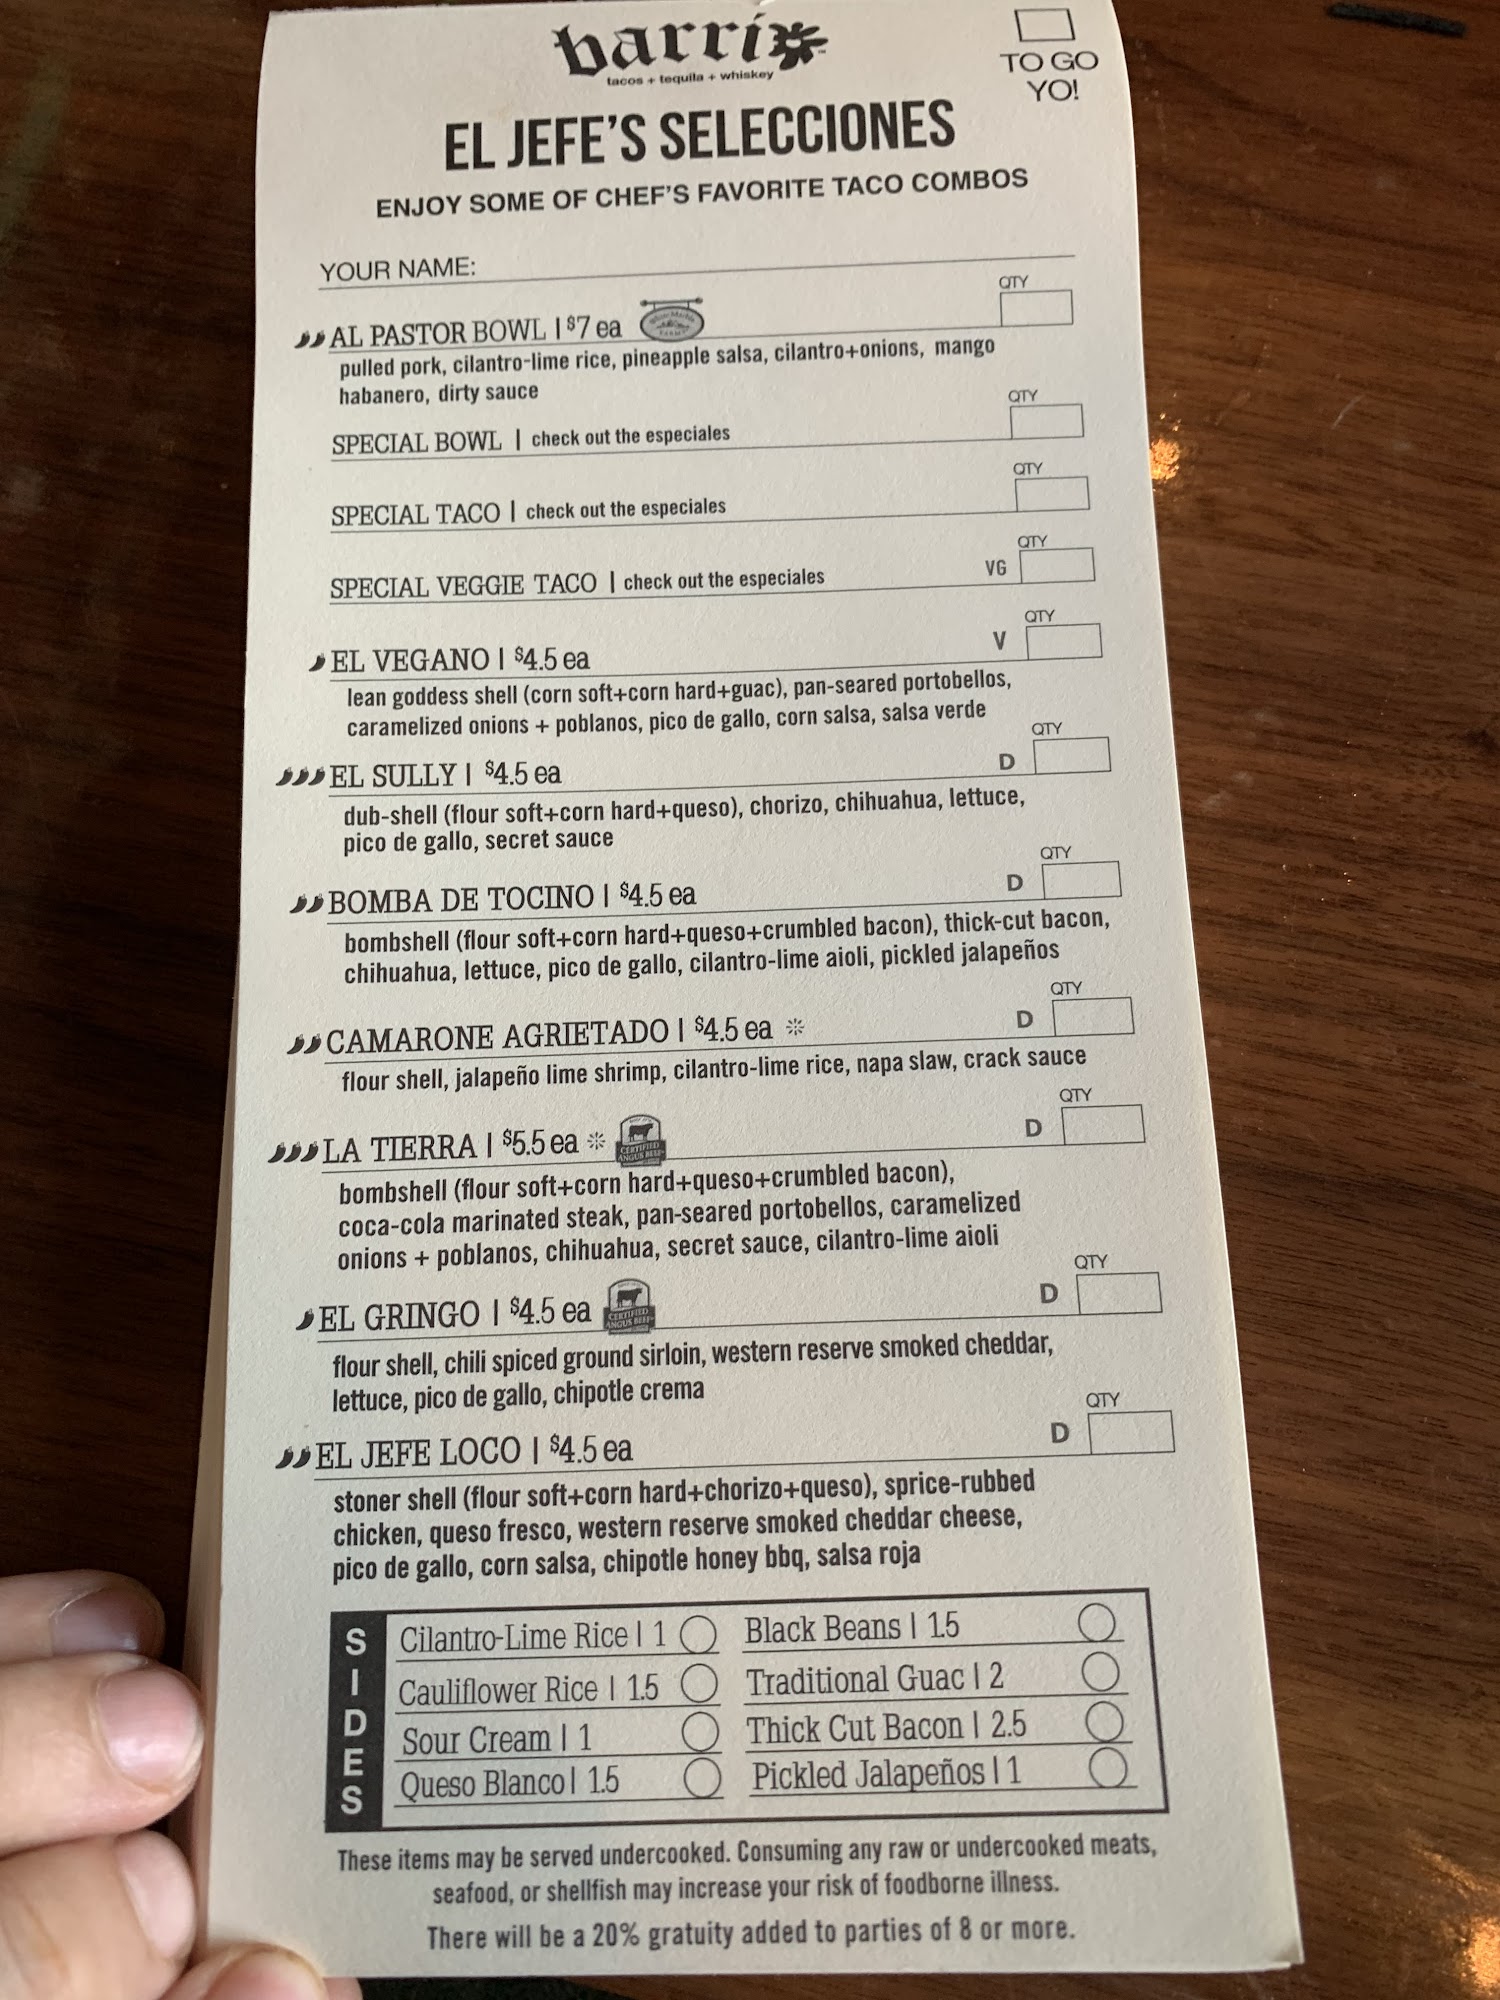 barrio
tacos + tequila + whiskey
TO GO
YO!
EL JEFE'S SELECCIONES
ENJOY SOME OF CHEF'S FAVORITE TACO COMBOS
YOUR NAME:
QTY
AL PASTOR BOWL | $7 ea
pulled pork, cilantro-lime rice, pineapple salsa, cilantro+onions, mango
habanero, dirty sauce
QTY
SPECIAL BOWL | check out the especiales
QTY
SPECIAL TACO | check out the especiales
QTY
SPECIAL VEGGIE TACO | check out the especiales VG
QTY
EL VEGANO | $4.5 ea V
lean goddess shell (corn soft+corn hard+guac), pan-seared portobellos,
caramelized onions + poblanos, pico de gallo, corn salsa, salsa verde
QTY
EL SULLY | $4.5 ea D
dub-shell (flour soft+corn hard+queso), chorizo, chihuahua, lettuce,
pico de gallo, secret sauce
QTY
BOMBA DE TOCINO | $4.5 ea D
bombshell (flour soft+corn hard+queso+crumbled bacon), thick-cut bacon,
chihuahua, lettuce, pico de gallo, cilantro-lime aioli, pickled jalapeños
QTY
CAMARONE AGRIETADO | $4.5 ea ❊ D
flour shell, jalapeño lime shrimp, cilantro-lime rice, napa slaw, crack sauce
QTY
LA TIERRA | $5.5 ea ❊ CERTIFIED ANGUS BEEF D
bombshell (flour soft+corn hard+queso+crumbled bacon),
coca-cola marinated steak, pan-seared portobellos, caramelized
onions + poblanos, chihuahua, secret sauce, cilantro-lime aioli
QTY
EL GRINGO | $4.5 ea CERTIFIED ANGUS BEEF D
flour shell, chili spiced ground sirloin, western reserve smoked cheddar,
lettuce, pico de gallo, chipotle crema
QTY
EL JEFE LOCO | $4.5 ea D
stoner shell (flour soft+corn hard+chorizo+queso), sprice-rubbed
chicken, queso fresco, western reserve smoked cheddar cheese,
pico de gallo, corn salsa, chipotle honey bbq, salsa roja
SIDES
Cilantro-Lime Rice | 1
Cauliflower Rice | 1.5
Sour Cream | 1
Queso Blanco | 1.5
Black Beans | 1.5
Traditional Guac | 2
Thick Cut Bacon | 2.5
Pickled Jalapeños | 1
These items may be served undercooked. Consuming any raw or undercooked meats,
seafood, or shellfish may increase your risk of foodborne illness.
There will be a 20% gratuity added to parties of 8 or more.